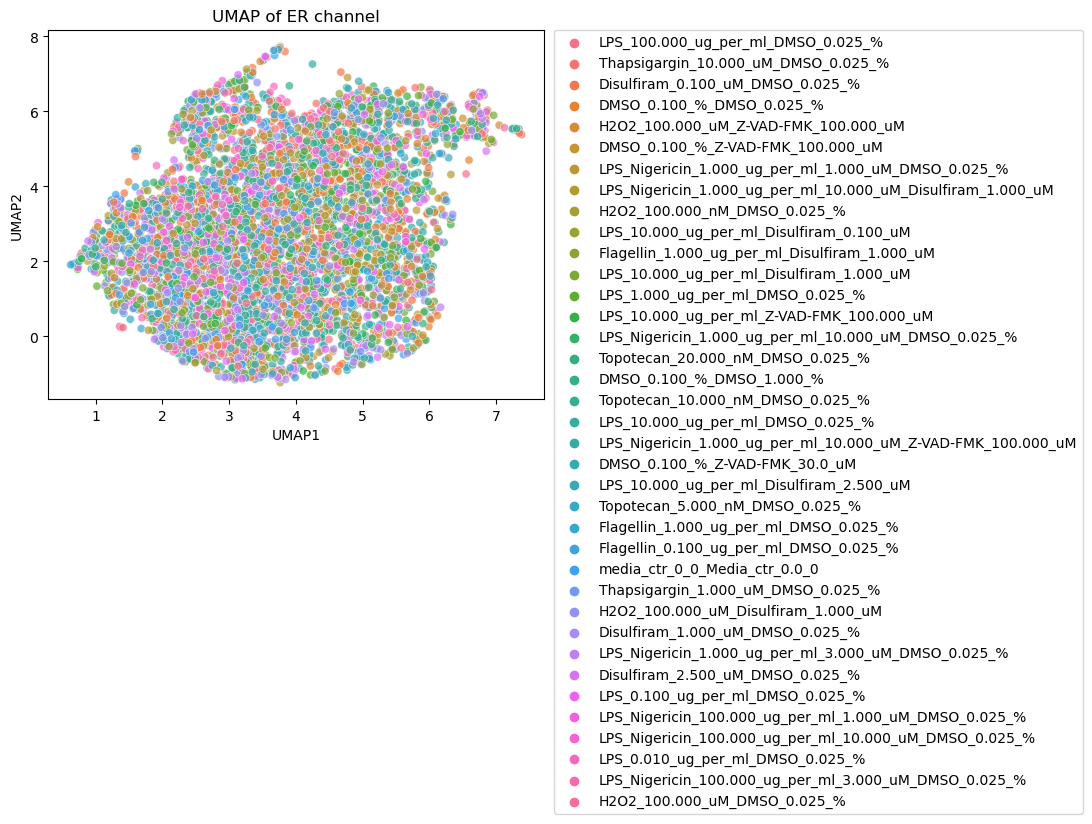 UMAP of ER channel
8
6
4
2
0
UMAP2
1 2 3 4 5 6 7
UMAP1
LPS_100.000_ug_per_ml_DMSO_0.025_%
Thapsigargin_10.000_uM_DMSO_0.025_%
Disulfiram_0.100_uM_DMSO_0.025_%
DMSO_0.100_%_DMSO_0.025_%
H2O2_100.000_uM_Z-VAD-FMK_100.000_uM
DMSO_0.100_%_Z-VAD-FMK_100.000_uM
LPS_Nigericin_1.000_ug_per_ml_1.000_uM_DMSO_0.025_%
LPS_Nigericin_1.000_ug_per_ml_10.000_uM_Disulfiram_1.000_uM
H2O2_100.000_nM_DMSO_0.025_%
LPS_10.000_ug_per_ml_Disulfiram_0.100_uM
Flagellin_1.000_ug_per_ml_Disulfiram_1.000_uM
LPS_10.000_ug_per_ml_Disulfiram_1.000_uM
LPS_1.000_ug_per_ml_DMSO_0.025_%
LPS_10.000_ug_per_ml_Z-VAD-FMK_100.000_uM
LPS_Nigericin_1.000_ug_per_ml_10.000_uM_DMSO_0.025_%
Topotecan_20.000_nM_DMSO_0.025_%
DMSO_0.100_%_DMSO_1.000_%
Topotecan_10.000_nM_DMSO_0.025_%
LPS_10.000_ug_per_ml_DMSO_0.025_%
LPS_Nigericin_1.000_ug_per_ml_10.000_uM_Z-VAD-FMK_100.000_uM
DMSO_0.100_%_Z-VAD-FMK_30.0_uM
LPS_10.000_ug_per_ml_Disulfiram_2.500_uM
Topotecan_5.000_nM_DMSO_0.025_%
Flagellin_1.000_ug_per_ml_DMSO_0.025_%
Flagellin_0.100_ug_per_ml_DMSO_0.025_%
media_ctr_0_0_Media_ctr_0.0_0
Thapsigargin_1.000_uM_DMSO_0.025_%
H2O2_100.000_uM_Disulfiram_1.000_uM
Disulfiram_1.000_uM_DMSO_0.025_%
LPS_Nigericin_1.000_ug_per_ml_3.000_uM_DMSO_0.025_%
Disulfiram_2.500_uM_DMSO_0.025_%
LPS_0.100_ug_per_ml_DMSO_0.025_%
LPS_Nigericin_100.000_ug_per_ml_1.000_uM_DMSO_0.025_%
LPS_Nigericin_100.000_ug_per_ml_10.000_uM_DMSO_0.025_%
LPS_0.010_ug_per_ml_DMSO_0.025_%
LPS_Nigericin_100.000_ug_per_ml_3.000_uM_DMSO_0.025_%
H2O2_100.000_uM_DMSO_0.025_%